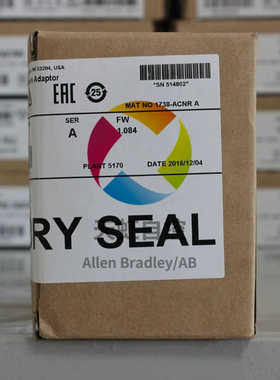 53204, USA
Adaptor
EAC
25
"SN 514802"
MAT NO 1738-ACNR A
SER
A
FW
1.084
PLANT 5170
DATE 2016/12/04
RY SEAL
Allen Bradley/AB